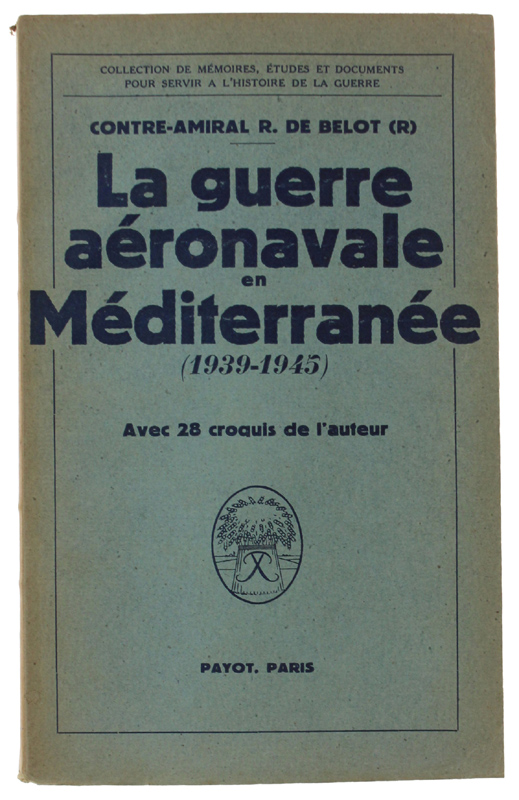 COLLECTION DE MÉMOIRES, ÉTUDES ET DOCUMENTS
POUR SERVIR A L'HISTOIRE DE LA GUERRE
CONTRE-AMIRAL R. DE BELOT (R)
La guerre
aéronavale
en
Méditerranée
(1939-1945)
Avec 28 croquis de l'auteur
PAYOT. PARIS